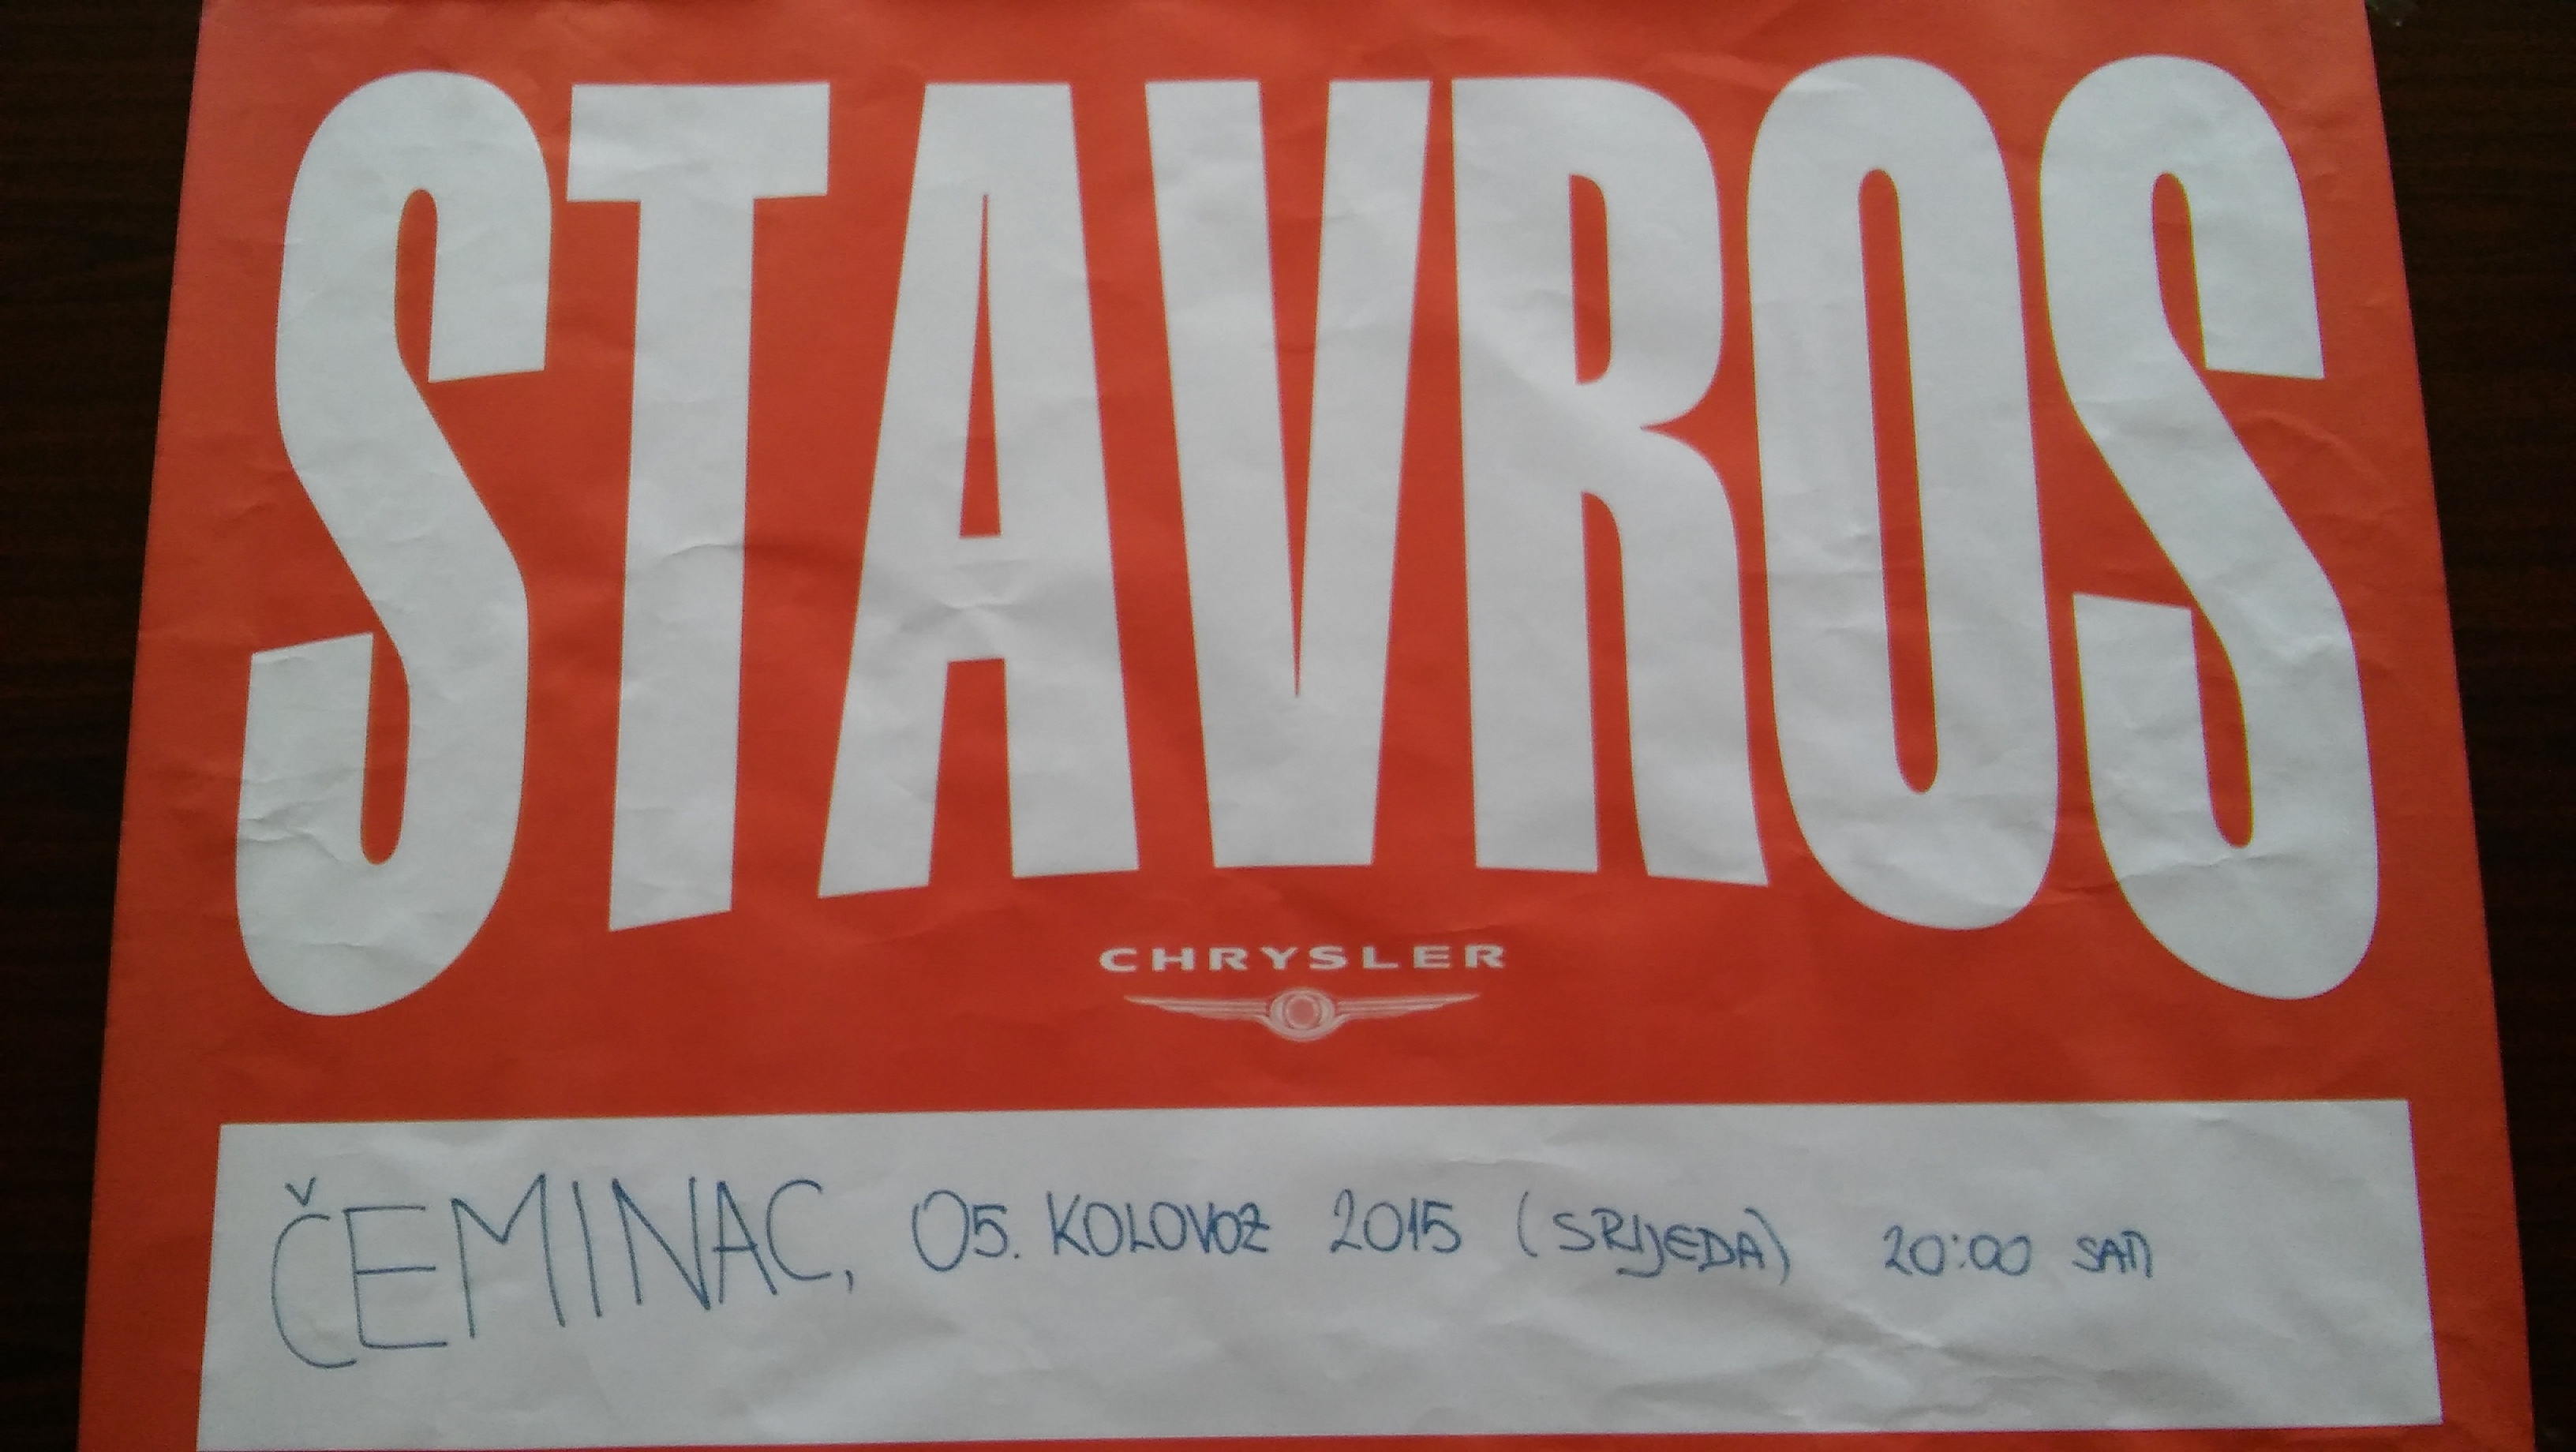 STAVROS
CHRYSLER
ČEMINAC, 05. KOLOVOZ 2015 (SRIJEDA) 20:00 SATI